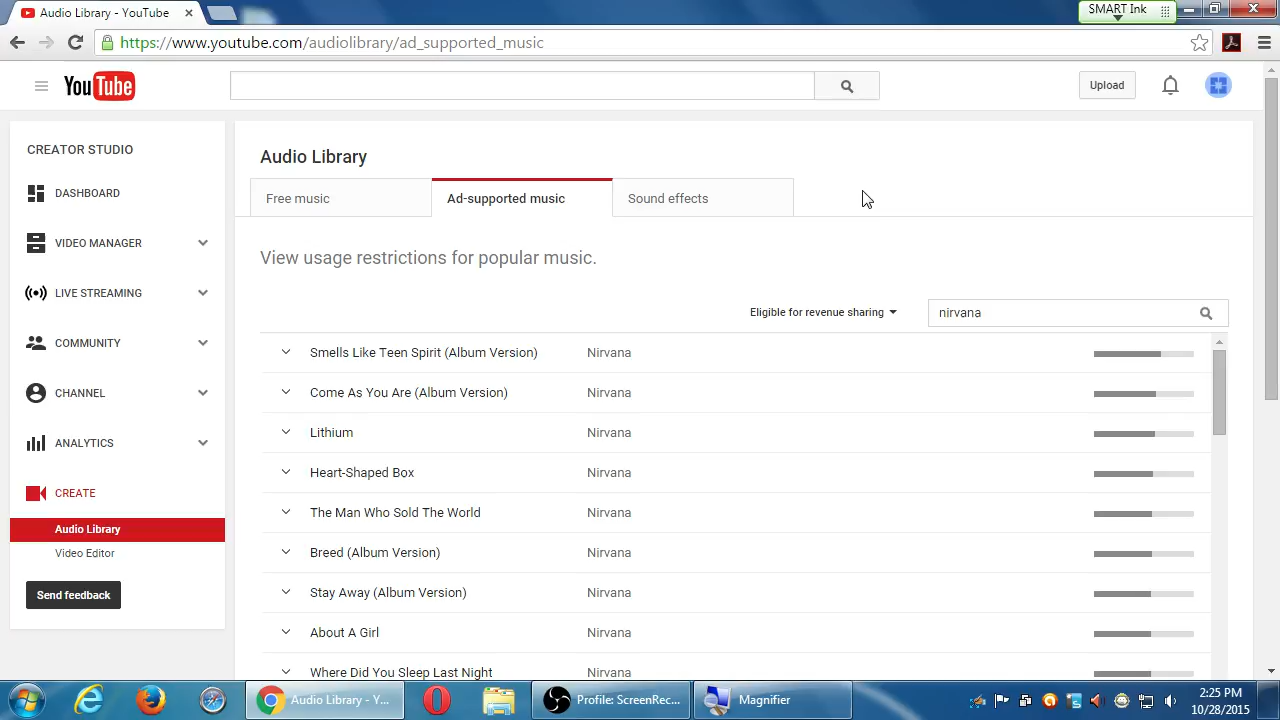 Audio Library - YouTube
SMART Ink
https://www.youtube.com/audiolibrary/ad_supported_music
YouTube
Upload
CREATOR STUDIO
DASHBOARD
VIDEO MANAGER
LIVE STREAMING
COMMUNITY
CHANNEL
ANALYTICS
CREATE
Audio Library
Video Editor
Send feedback
Audio Library
Free music
Ad-supported music
Sound effects
View usage restrictions for popular music.
Eligible for revenue sharing
nirvana
Smells Like Teen Spirit (Album Version) Nirvana
Come As You Are (Album Version) Nirvana
Lithium Nirvana
Heart-Shaped Box Nirvana
The Man Who Sold The World Nirvana
Breed (Album Version) Nirvana
Stay Away (Album Version) Nirvana
About A Girl Nirvana
Where Did You Sleep Last Night Nirvana
Audio Library - Y...
Profile: ScreenRec...
Magnifier
2:25 PM
10/28/2015